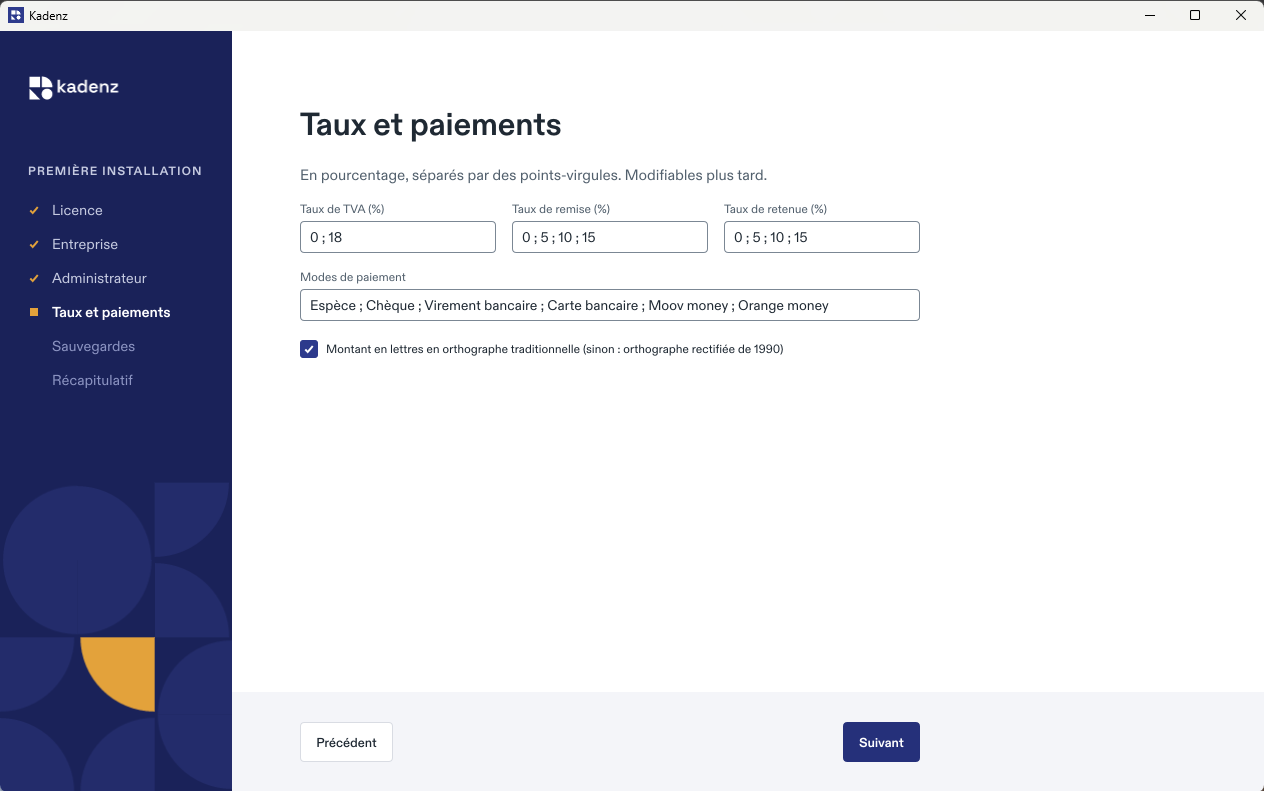 Kadenz
kadenz
PREMIÈRE INSTALLATION
Licence
Entreprise
Administrateur
Taux et paiements
Sauvegardes
Récapitulatif
Taux et paiements
En pourcentage, séparés par des points-virgules. Modifiables plus tard.
Taux de TVA (%)
0 ; 18
Taux de remise (%)
0 ; 5 ; 10 ; 15
Taux de retenue (%)
0 ; 5 ; 10 ; 15
Modes de paiement
Espèce ; Chèque ; Virement bancaire ; Carte bancaire ; Moov money ; Orange money
Montant en lettres en orthographe traditionnelle (sinon : orthographe rectifiée de 1990)
Précédent
Suivant